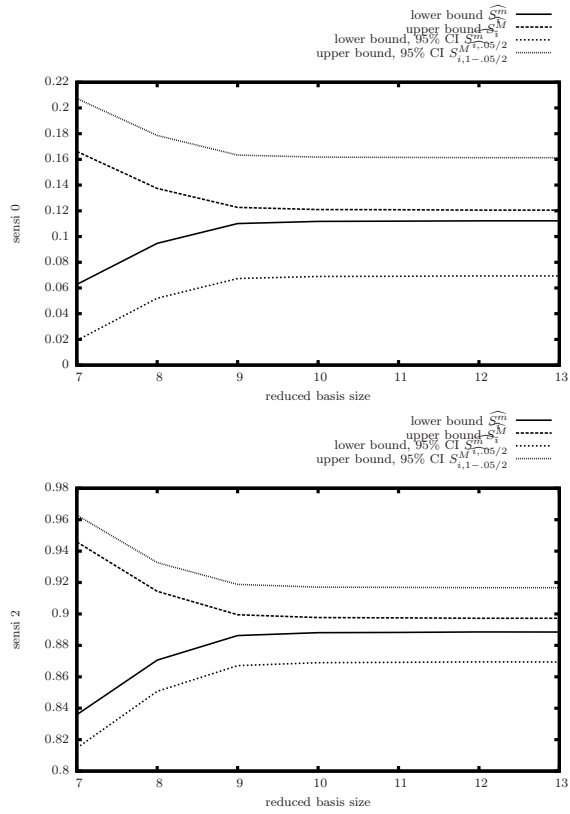 lower bound $\widehat{S_i^m}$
upper bound $\widehat{S_i^M}$
lower bound, 95% CI $\widehat{S^m_{i,.05/2}}$
upper bound, 95% CI $\widehat{S^M_{i,1-.05/2}}$
0.22
0.2
0.18
0.16
0.14
0.12
0.1
0.08
0.06
0.04
0.02
0
sensi 0
7 8 9 10 11 12 13
reduced basis size
lower bound $\widehat{S_i^m}$
upper bound $\widehat{S_i^M}$
lower bound, 95% CI $\widehat{S^m_{i,.05/2}}$
upper bound, 95% CI $\widehat{S^M_{i,1-.05/2}}$
0.98
0.96
0.94
0.92
0.9
0.88
0.86
0.84
0.82
0.8
sensi 2
7 8 9 10 11 12 13
reduced basis size